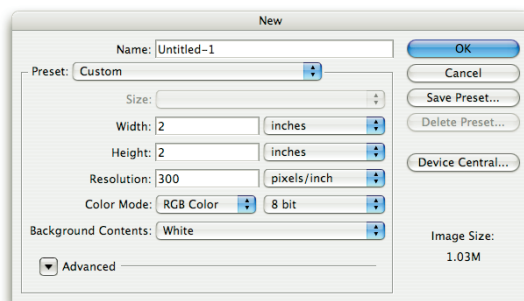 New
Name: Untitled-1
OK
Preset: Custom
Cancel
Size:
Save Preset...
Width: 2 inches
Delete Preset...
Height: 2 inches
Device Central...
Resolution: 300 pixels/inch
Color Mode: RGB Color 8 bit
Background Contents: White
Image Size:
1.03M
Advanced